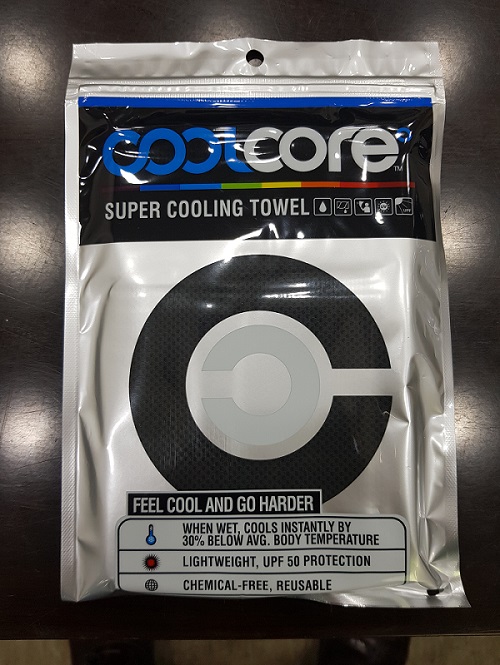 coolcore°
TM
SUPER COOLING TOWEL
FEEL COOL AND GO HARDER
WHEN WET, COOLS INSTANTLY BY
30% BELOW AVG. BODY TEMPERATURE
LIGHTWEIGHT, UPF 50 PROTECTION
CHEMICAL-FREE, REUSABLE